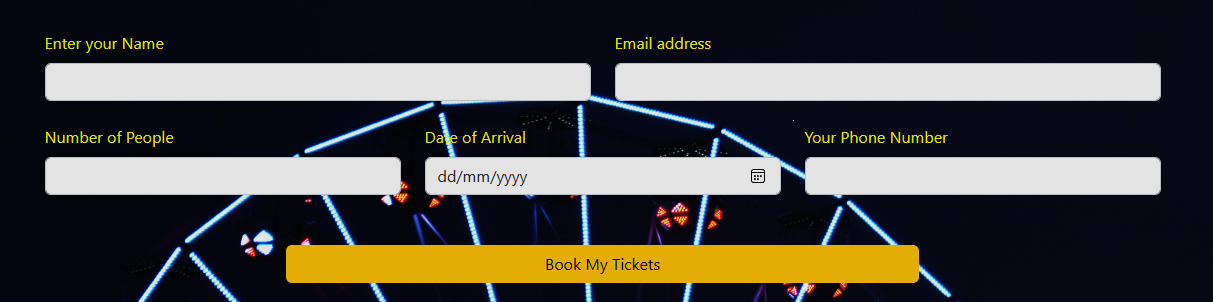 Enter your Name
Email address
Number of People
Date of Arrival
Your Phone Number
dd/mm/yyyy
Book My Tickets